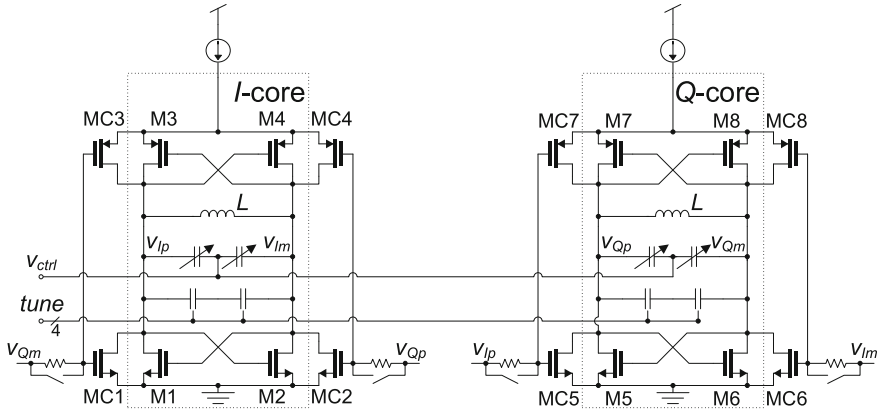 I-core
Q-core
MC3 M3 M4 MC4
MC7 M7 M8 MC8
L
L
v_Ip v_Im
v_Qp v_Qm
v_ctrl
tune
4
v_Qm
v_Qp
v_Ip
v_Im
MC1 M1 M2 MC2
MC5 M5 M6 MC6